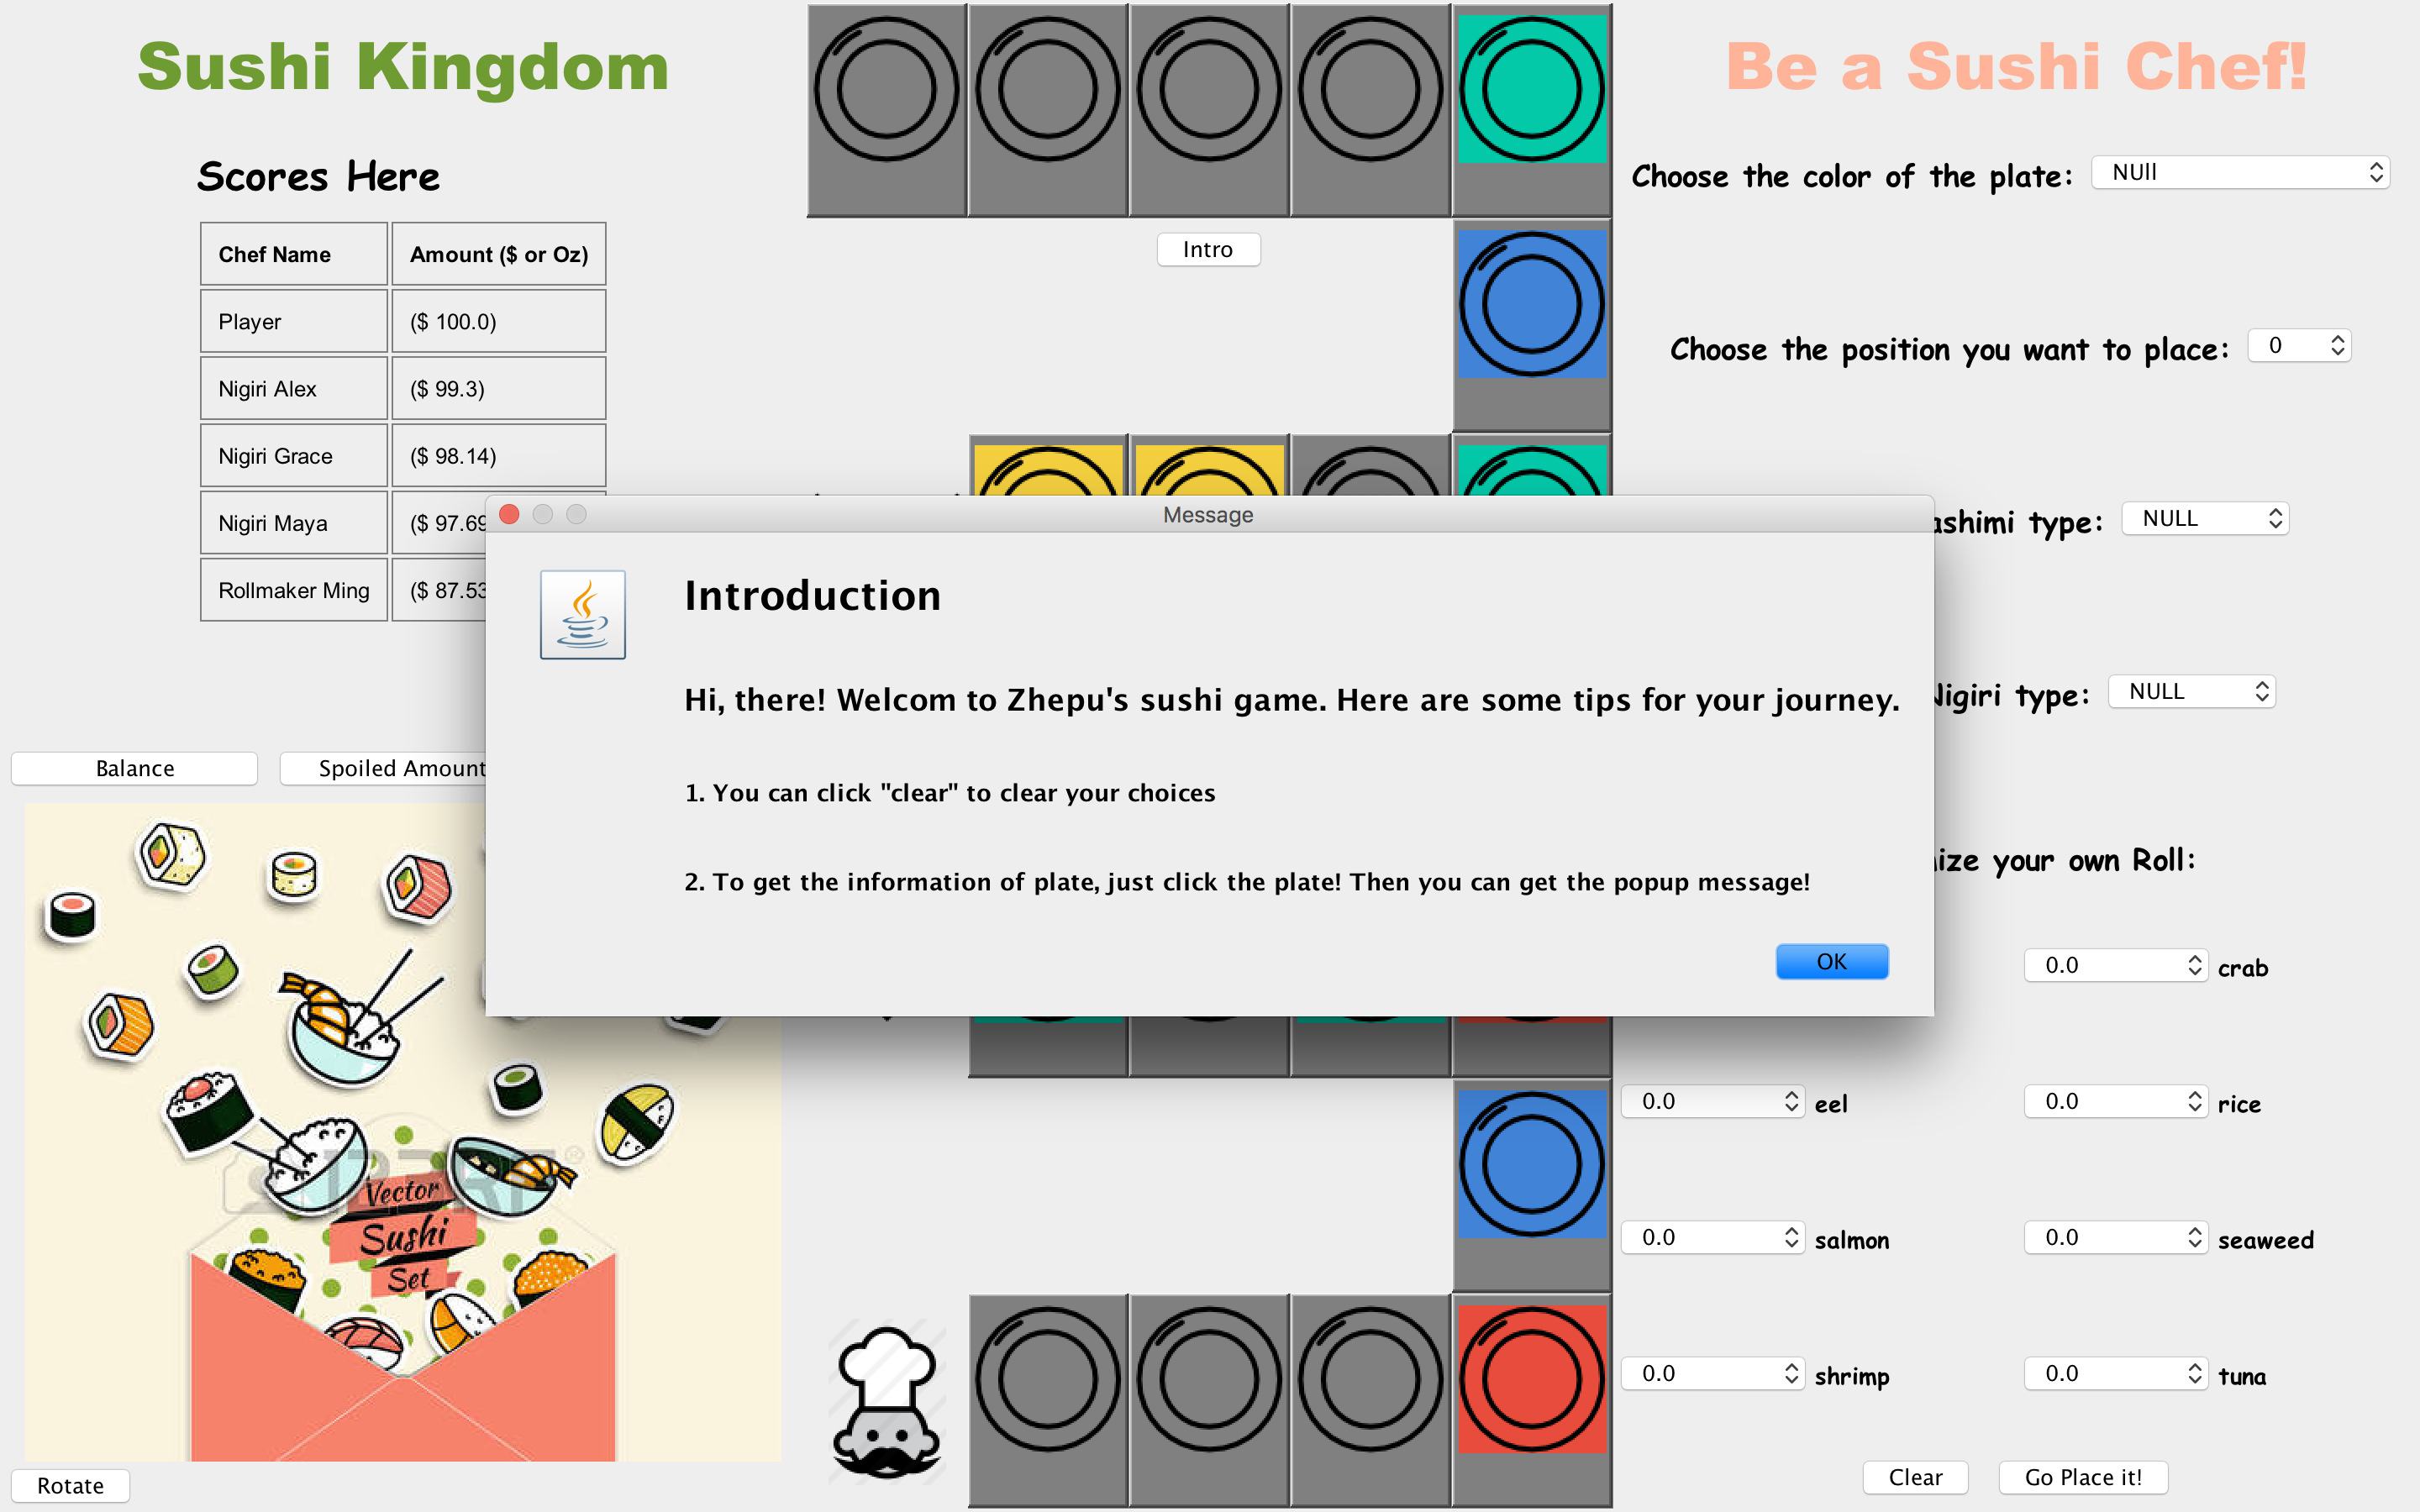 Sushi Kingdom
Be a Sushi Chef!
Scores Here
Choose the color of the plate: NUll
Chef Name Amount ($ or Oz)
Intro
Player ($ 100.0)
Choose the position you want to place: 0
Nigiri Alex ($ 99.3)
Nigiri Grace ($ 98.14)
Nigiri Maya ($ 97.69
Message
type: NULL
Rollmaker Ming ($ 87.53
Introduction
Hi, there! Welcom to Zhepu's sushi game. Here are some tips for your journey.
Nigiri type: NULL
Balance
Spoiled Amount
1. You can click "clear" to clear your choices
2. To get the information of plate, just click the plate! Then you can get the popup message!
your own Roll:
OK
0.0 crab
0.0 eel
0.0 rice
Vector
Sushi
Set
0.0 salmon
0.0 seaweed
0.0 shrimp
0.0 tuna
Rotate
Clear
Go Place it!